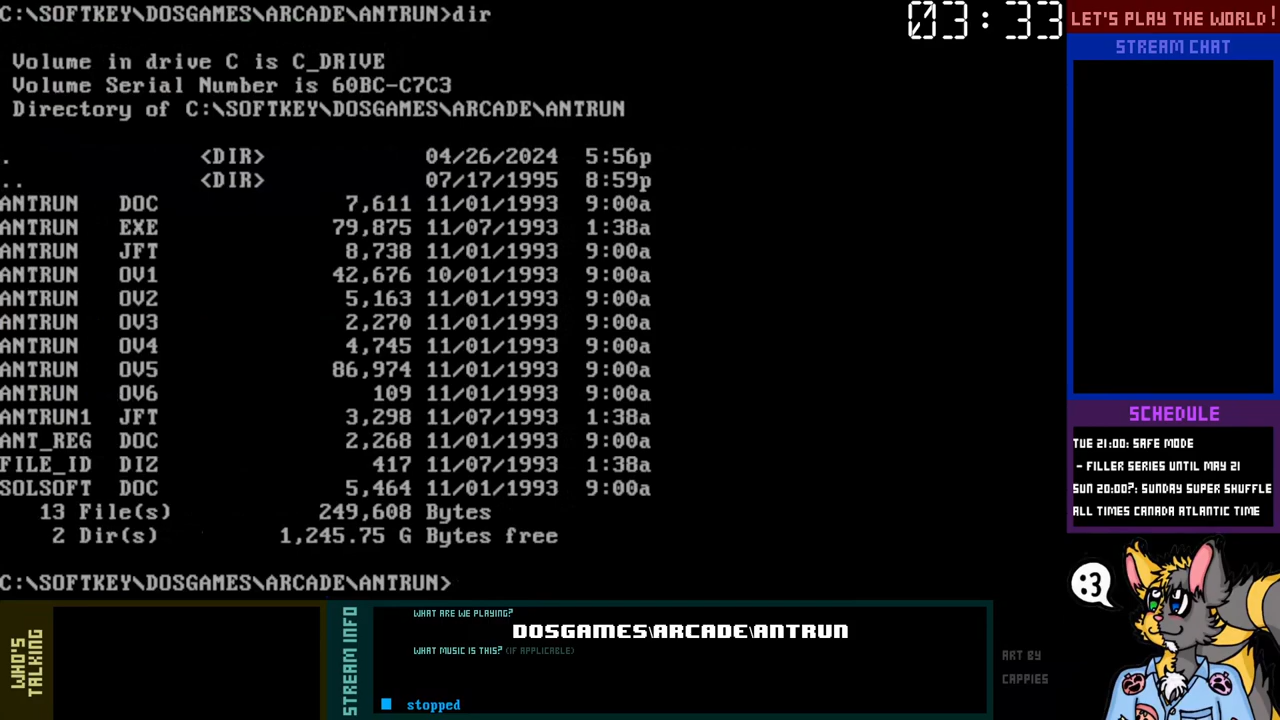 C:\SOFTKEY\DOSGAMES\ARCADE\ANTRUN>dir
Volume in drive C is C_DRIVE
Volume Serial Number is 60BC-C7C3
Directory of C:\SOFTKEY\DOSGAMES\ARCADE\ANTRUN
. <DIR> 04/26/2024 5:56p
.. <DIR> 07/17/1995 8:59p
ANTRUN DOC 7,611 11/01/1993 9:00a
ANTRUN EXE 79,875 11/07/1993 1:38a
ANTRUN JFT 8,738 11/01/1993 9:00a
ANTRUN OV1 42,676 10/01/1993 9:00a
ANTRUN OV2 5,163 11/01/1993 9:00a
ANTRUN OV3 2,270 11/01/1993 9:00a
ANTRUN OV4 4,745 11/01/1993 9:00a
ANTRUN OV5 86,974 11/01/1993 9:00a
ANTRUN OV6 109 11/01/1993 9:00a
ANTRUN1 JFT 3,298 11/07/1993 1:38a
ANT_REG DOC 2,268 11/01/1993 9:00a
FILE_ID DIZ 417 11/07/1993 1:38a
SOLSOFT DOC 5,464 11/01/1993 9:00a
13 File(s) 249,608 Bytes
2 Dir(s) 1,245.75 G Bytes free
C:\SOFTKEY\DOSGAMES\ARCADE\ANTRUN>
03:33
LET'S PLAY THE WORLD!
STREAM CHAT
SCHEDULE
TUE 21:00: SAFE MODE
- FILLER SERIES UNTIL MAY 21
SUN 20:00?: SUNDAY SUPER SHUFFLE
ALL TIMES CANADA ATLANTIC TIME
:3
WHO'S
TALKING
STREAM INFO
WHAT ARE WE PLAYING?
DOSGAMES\ARCADE\ANTRUN
WHAT MUSIC IS THIS? (IF APPLICABLE)
stopped
ART BY
CAPPIES